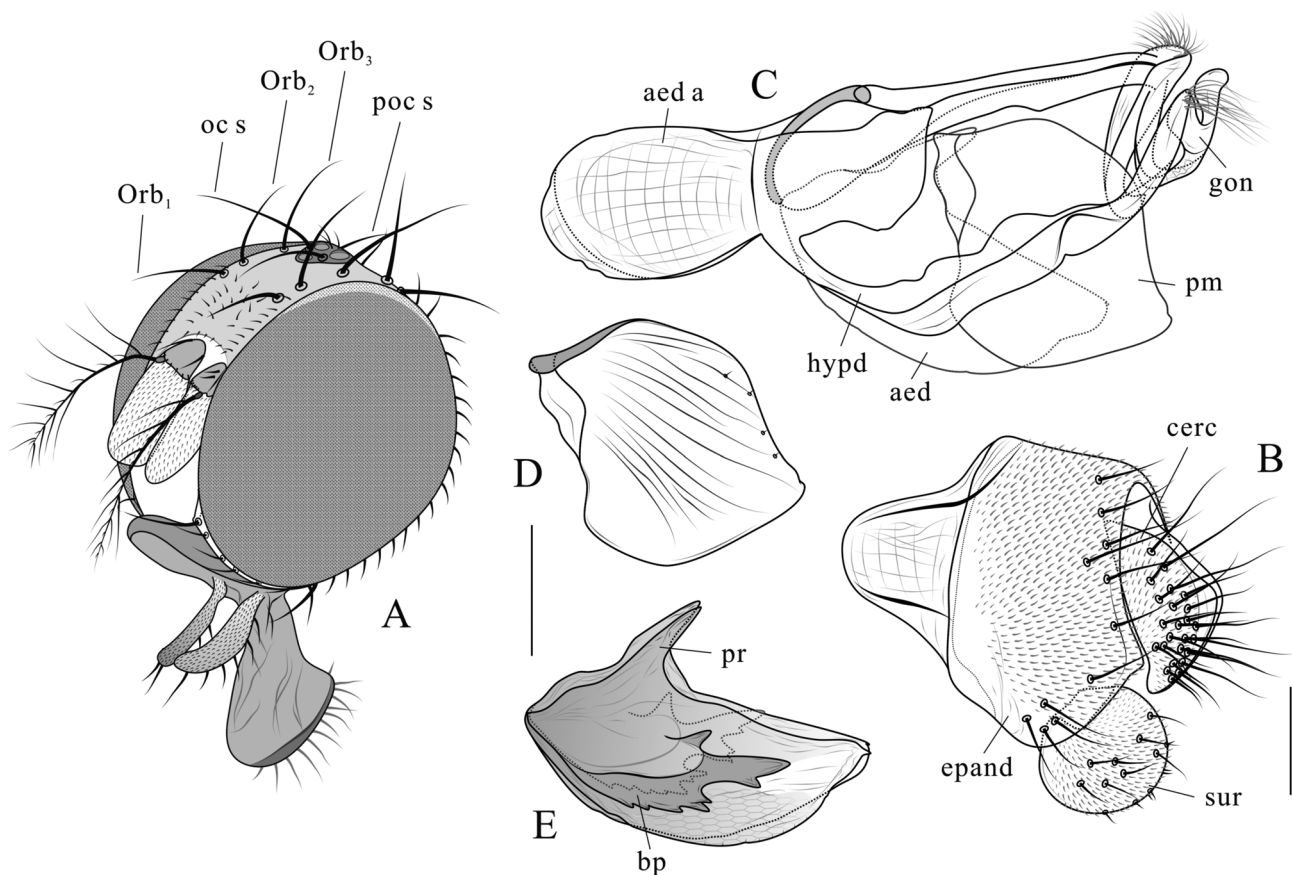 Orb₃
Orb₂
poc s
oc s
Orb₁
A
aed a
C
gon
pm
hypd
aed
D
cerc
B
epand
sur
pr
E
bp